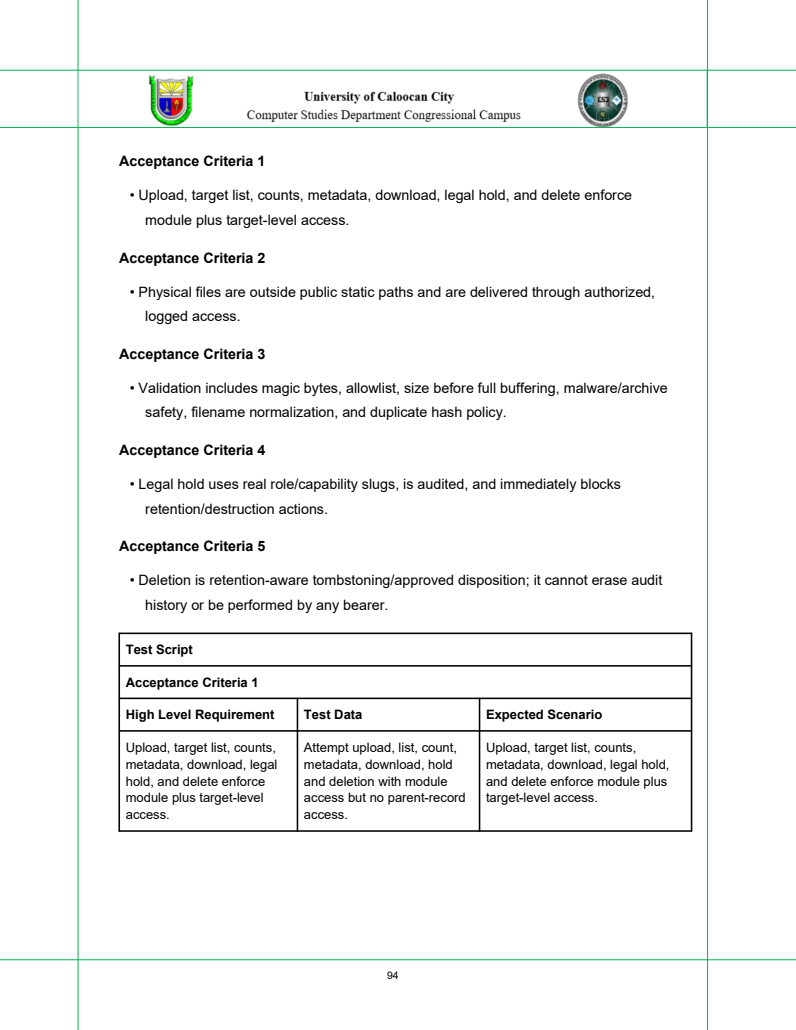 University of Caloocan City
Computer Studies Department Congressional Campus
Acceptance Criteria 1
• Upload, target list, counts, metadata, download, legal hold, and delete enforce
module plus target-level access.
Acceptance Criteria 2
• Physical files are outside public static paths and are delivered through authorized,
logged access.
Acceptance Criteria 3
• Validation includes magic bytes, allowlist, size before full buffering, malware/archive
safety, filename normalization, and duplicate hash policy.
Acceptance Criteria 4
• Legal hold uses real role/capability slugs, is audited, and immediately blocks
retention/destruction actions.
Acceptance Criteria 5
• Deletion is retention-aware tombstoning/approved disposition; it cannot erase audit
history or be performed by any bearer.
Test Script
Acceptance Criteria 1
High Level Requirement
Test Data
Expected Scenario
Upload, target list, counts,
metadata, download, legal
hold, and delete enforce
module plus target-level
access.
Attempt upload, list, count,
metadata, download, hold
and deletion with module
access but no parent-record
access.
Upload, target list, counts,
metadata, download, legal hold,
and delete enforce module plus
target-level access.
94